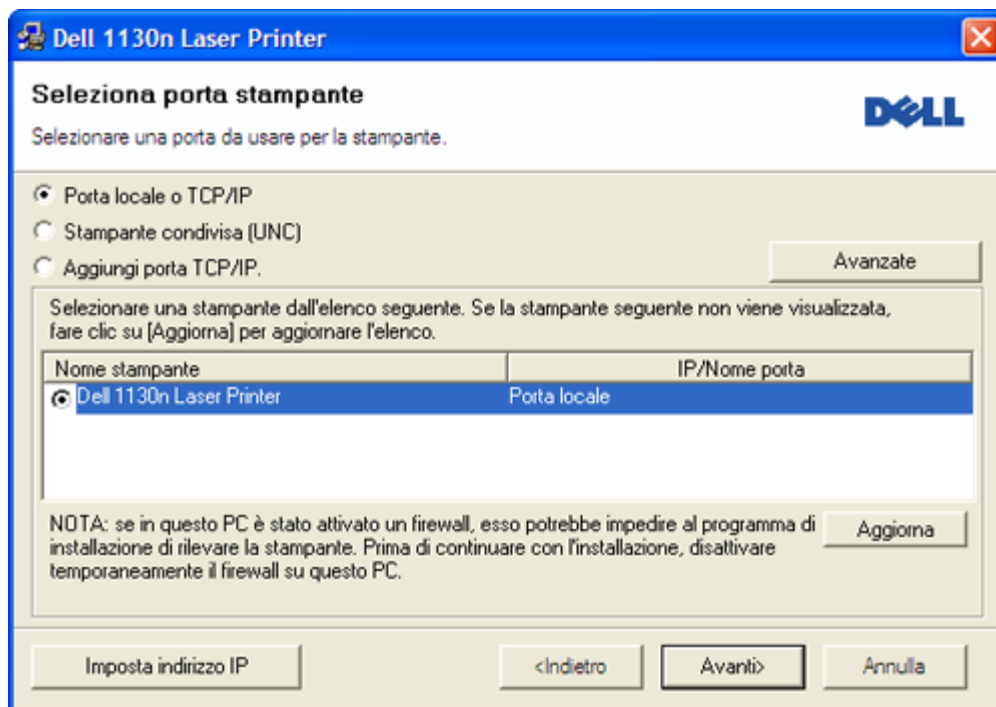 Dell 1130n Laser Printer
Seleziona porta stampante
DELL
Selezionare una porta da usare per la stampante.
Porta locale o TCP/IP
Stampante condivisa (UNC)
Aggiungi porta TCP/IP.
Avanzate
Selezionare una stampante dall'elenco seguente. Se la stampante seguente non viene visualizzata,
fare clic su [Aggiorna] per aggiornare l'elenco.
Nome stampante IP/Nome porta
Dell 1130n Laser Printer Porta locale
NOTA: se in questo PC è stato attivato un firewall, esso potrebbe impedire al programma di
installazione di rilevare la stampante. Prima di continuare con l'installazione, disattivare
temporaneamente il firewall su questo PC.
Aggiorna
Imposta indirizzo IP <Indietro Avanti> Annulla